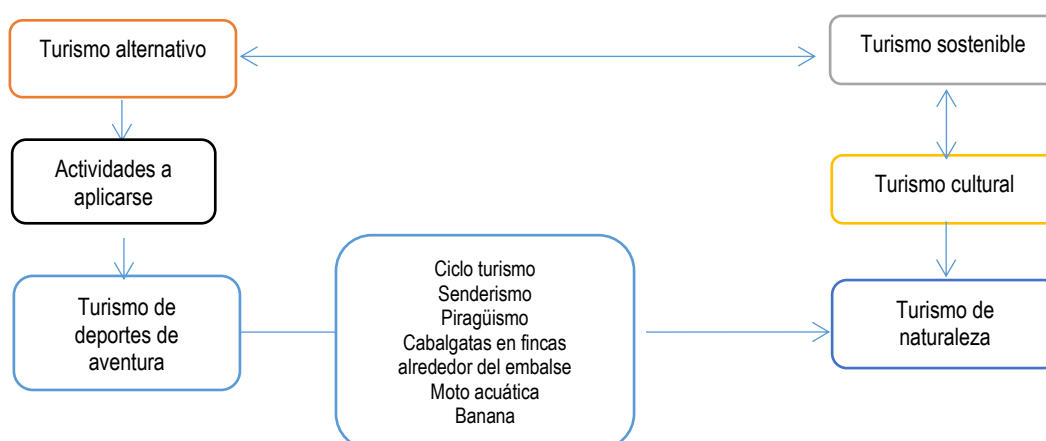 Turismo alternativo
Turismo sostenible
Actividades a
aplicarse
Turismo cultural
Turismo de
deportes de
aventura
Ciclo turismo
Senderismo
Piragüismo
Cabalgatas en fincas
alrededor del embalse
Moto acuática
Banana
Turismo de
naturaleza